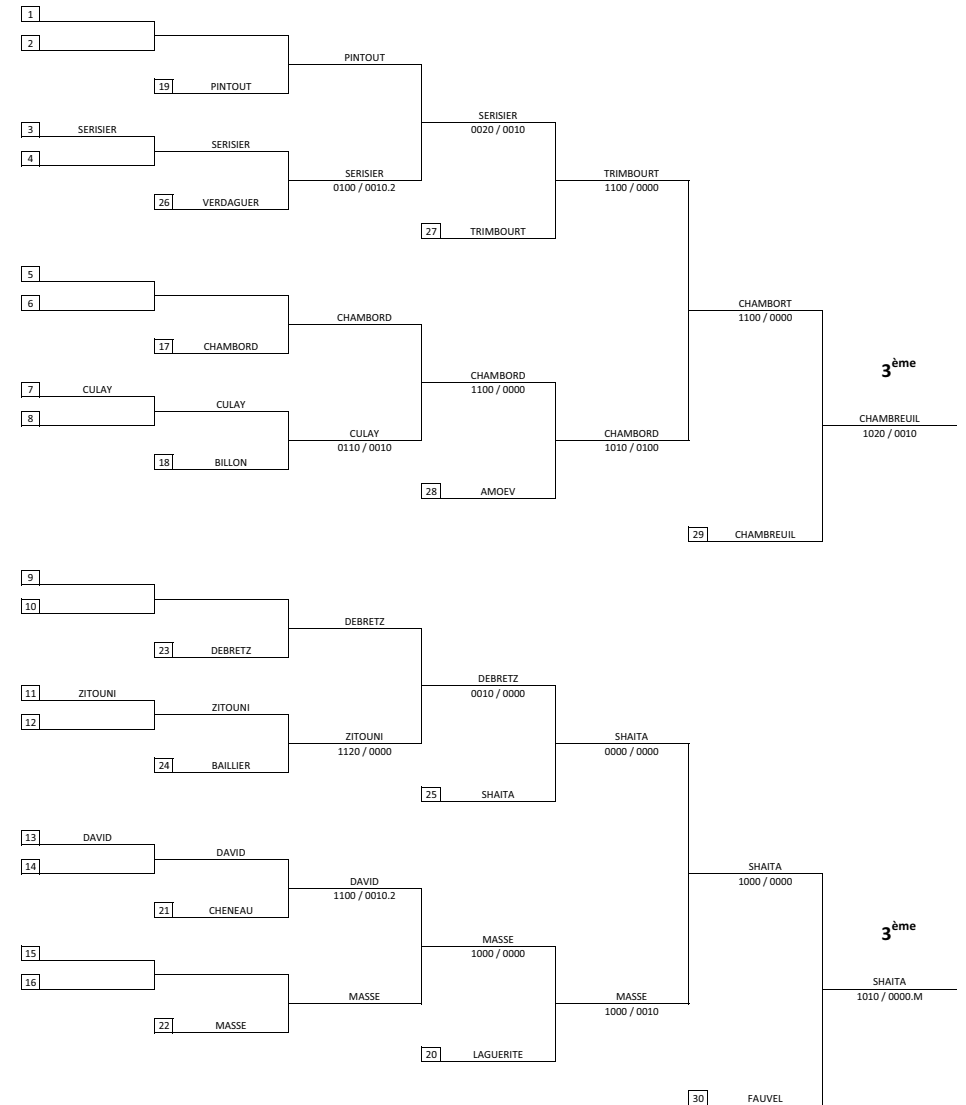 1
2
PINTOUT
19 PINTOUT
SERISIER
0020 / 0010
3 SERISIER
SERISIER
4
SERISIER
0100 / 0010.2
TRIMBOURT
1100 / 0000
26 VERDAGUER
27 TRIMBOURT
5
6
CHAMBORT
1100 / 0000
CHAMBORD
17 CHAMBORD
3ème
CHAMBORD
1100 / 0000
7 CULAY
CULAY
8
CHAMBREUIL
1020 / 0010
CULAY
0110 / 0010
CHAMBORD
1010 / 0100
18 BILLON
28 AMOEV
29 CHAMBREUIL
9
10
DEBRETZ
23 DEBRETZ
DEBRETZ
0010 / 0000
11 ZITOUNI
ZITOUNI
12
ZITOUNI
1120 / 0000
SHAITA
0000 / 0000
24 BAILLIER
25 SHAITA
13 DAVID
DAVID
14
SHAITA
1000 / 0000
DAVID
1100 / 0010.2
21 CHENEAU
3ème
MASSE
1000 / 0000
15
16
SHAITA
1010 / 0000.M
MASSE
MASSE
1000 / 0010
22 MASSE
20 LAGUERITE
30 FAUVEL